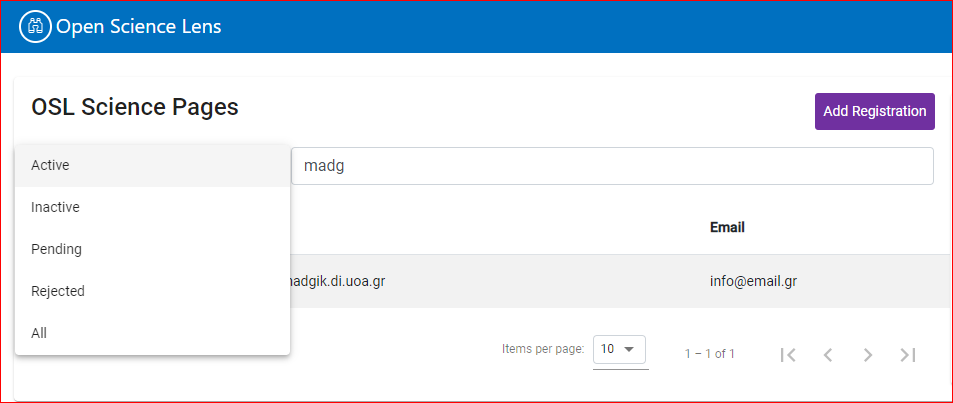 Open Science Lens
OSL Science Pages
Add Registration
Active
madg
Inactive
Email
Pending
nadgik.di.uoa.gr
info@email.gr
Rejected
All
Items per page: 10
1 – 1 of 1